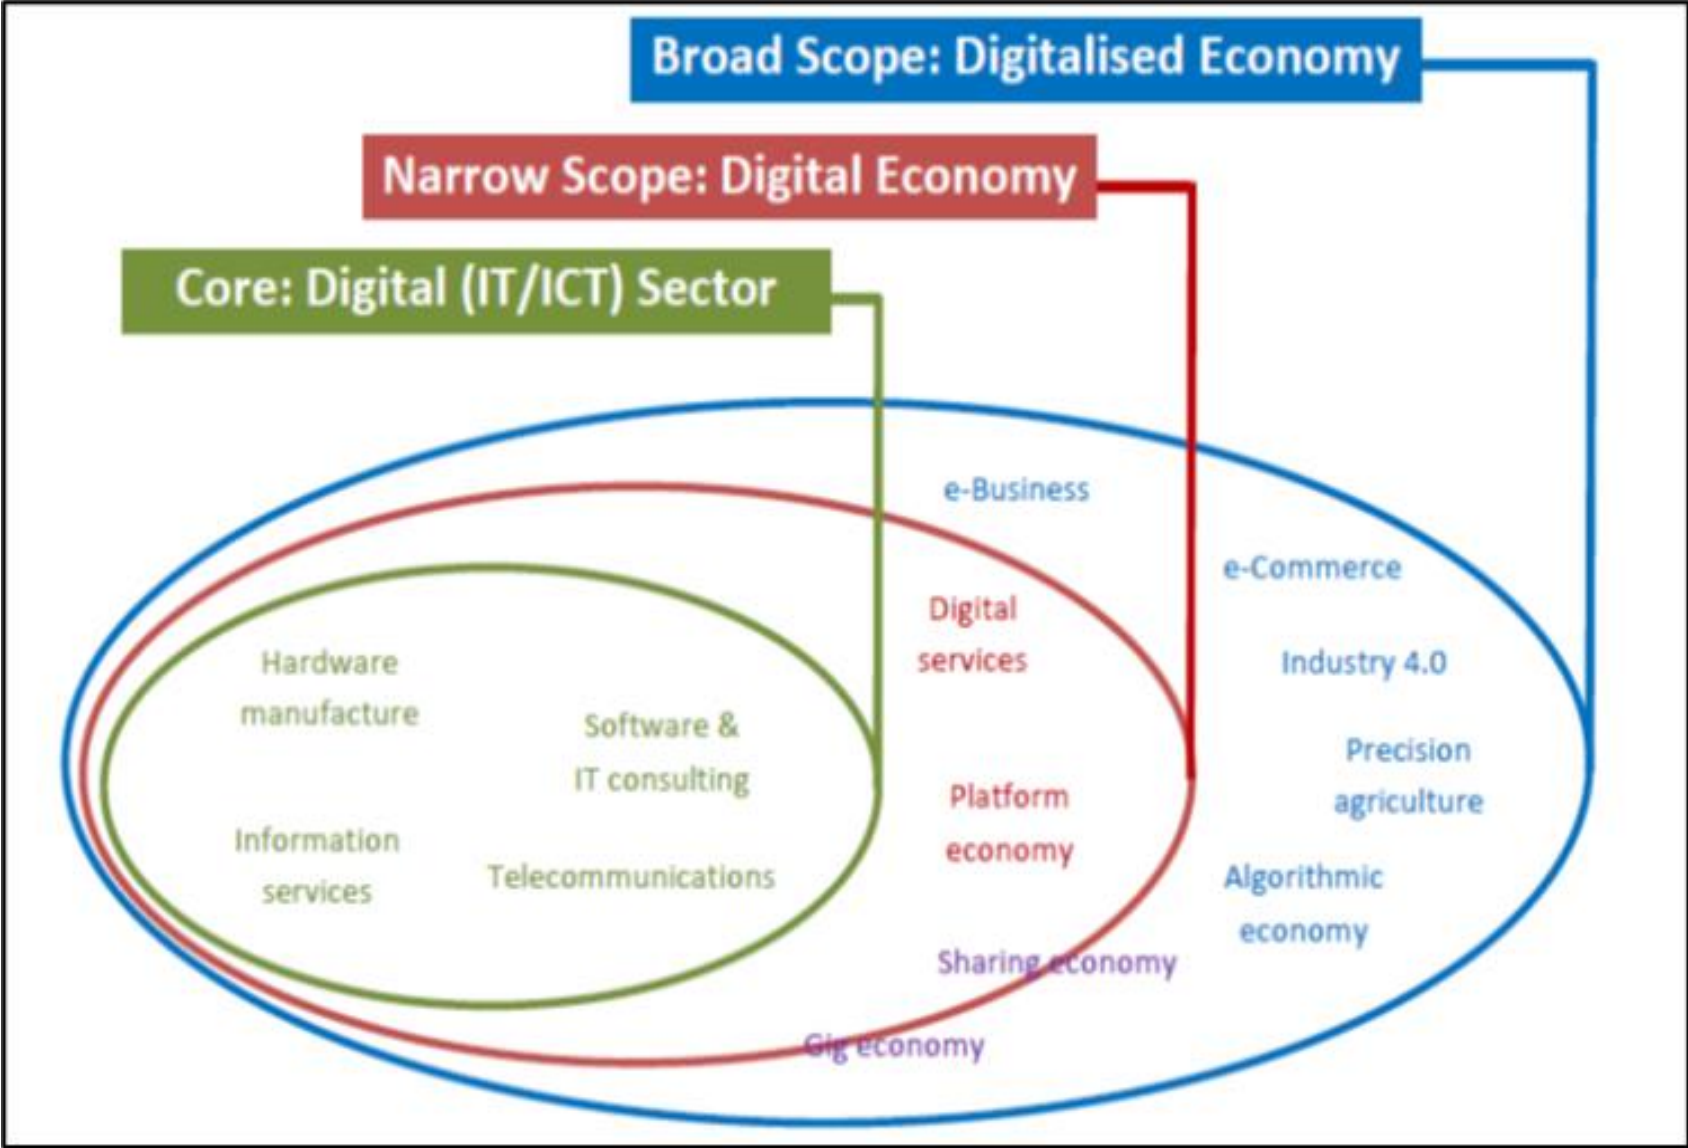 Broad Scope: Digitalised Economy
Narrow Scope: Digital Economy
Core: Digital (IT/ICT) Sector
e-Business
e-Commerce
Digital
services
Industry 4.0
Hardware
manufacture
Software &
IT consulting
Precision
agriculture
Platform
economy
Information
services
Telecommunications
Algorithmic
economy
Sharing economy
Gig economy